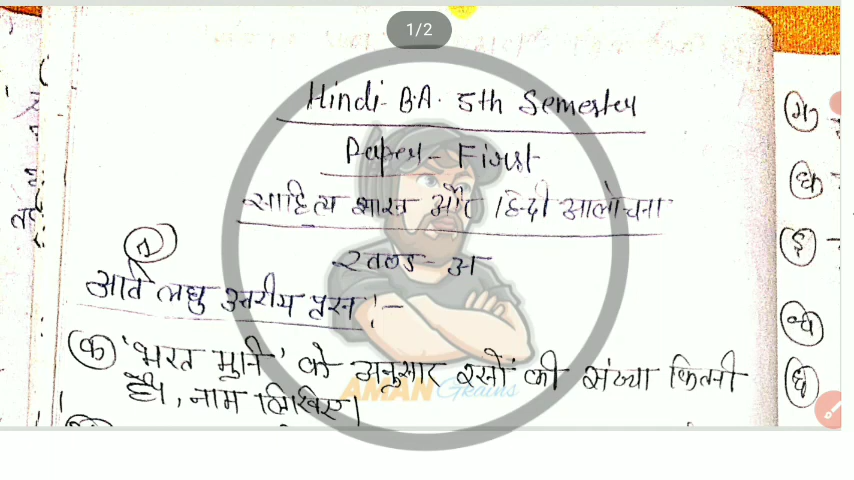 1/2
Hindi- B.A. 5th Semester
Paper- First
साहित्य शास्त्र और हिंदी आलोचना
खण्ड- अ
अति लघु उत्तरीय प्रश्न :-
(क) 'भरत मुनि' के अनुसार रसों की संख्या कितनी
है, नाम लिखिए।
AMAN Grains
(ग)
(घ)
(ङ)